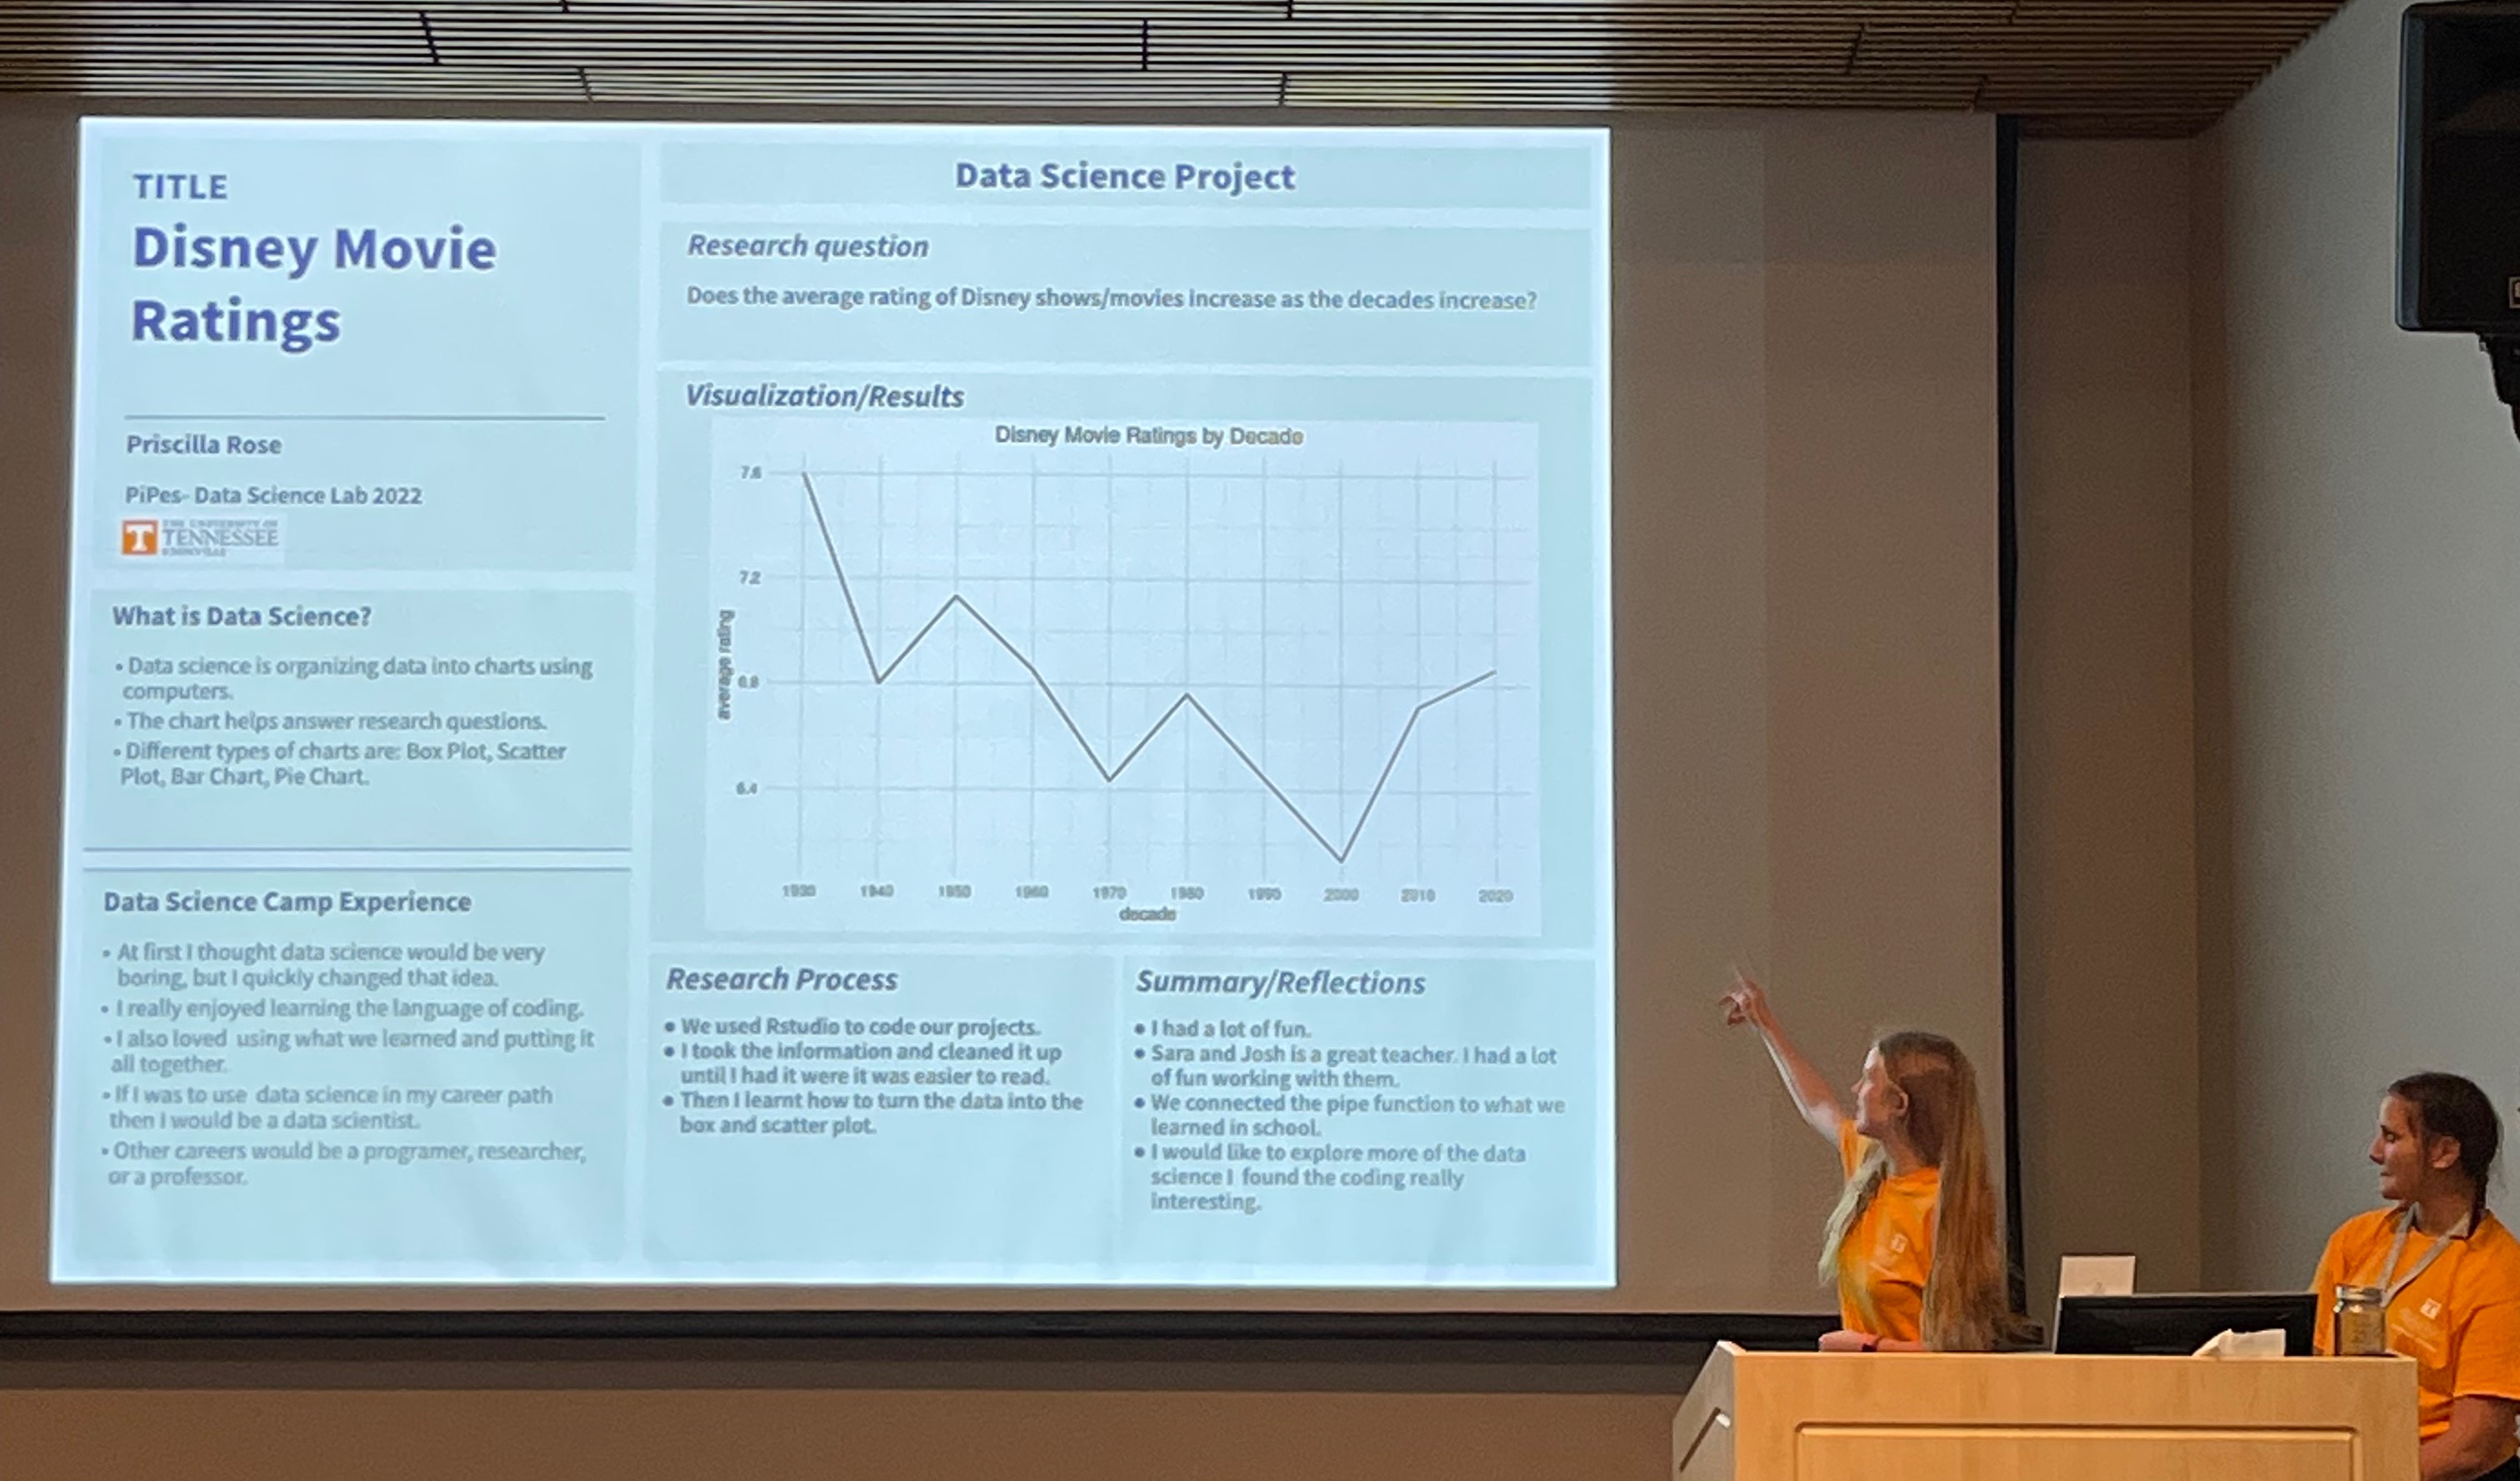 TITLE
Disney Movie
Ratings
Priscilla Rose
PiPes- Data Science Lab 2022
THE UNIVERSITY OF
TENNESSEE
KNOXVILLE
What is Data Science?
• Data science is organizing data into charts using
computers.
• The chart helps answer research questions.
• Different types of charts are: Box Plot, Scatter
Plot, Bar Chart, Pie Chart.
Data Science Camp Experience
• At first I thought data science would be very
boring, but I quickly changed that idea.
• I really enjoyed learning the language of coding.
• I also loved using what we learned and putting it
all together.
• If I was to use data science in my career path
then I would be a data scientist.
• Other careers would be a programer, researcher,
or a professor.
Data Science Project
Research question
Does the average rating of Disney shows/movies increase as the decades increase?
Visualization/Results
Disney Movie Ratings by Decade
7.6
7.2
6.8
6.4
average rating
1930 1940 1950 1960 1970 1980 1990 2000 2010 2020
decade
Research Process
• We used Rstudio to code our projects.
• I took the information and cleaned it up
until I had it were it was easier to read.
• Then I learnt how to turn the data into the
box and scatter plot.
Summary/Reflections
• I had a lot of fun.
• Sara and Josh is a great teacher. I had a lot
of fun working with them.
• We connected the pipe function to what we
learned in school.
• I would like to explore more of the data
science I found the coding really
interesting.
T
T